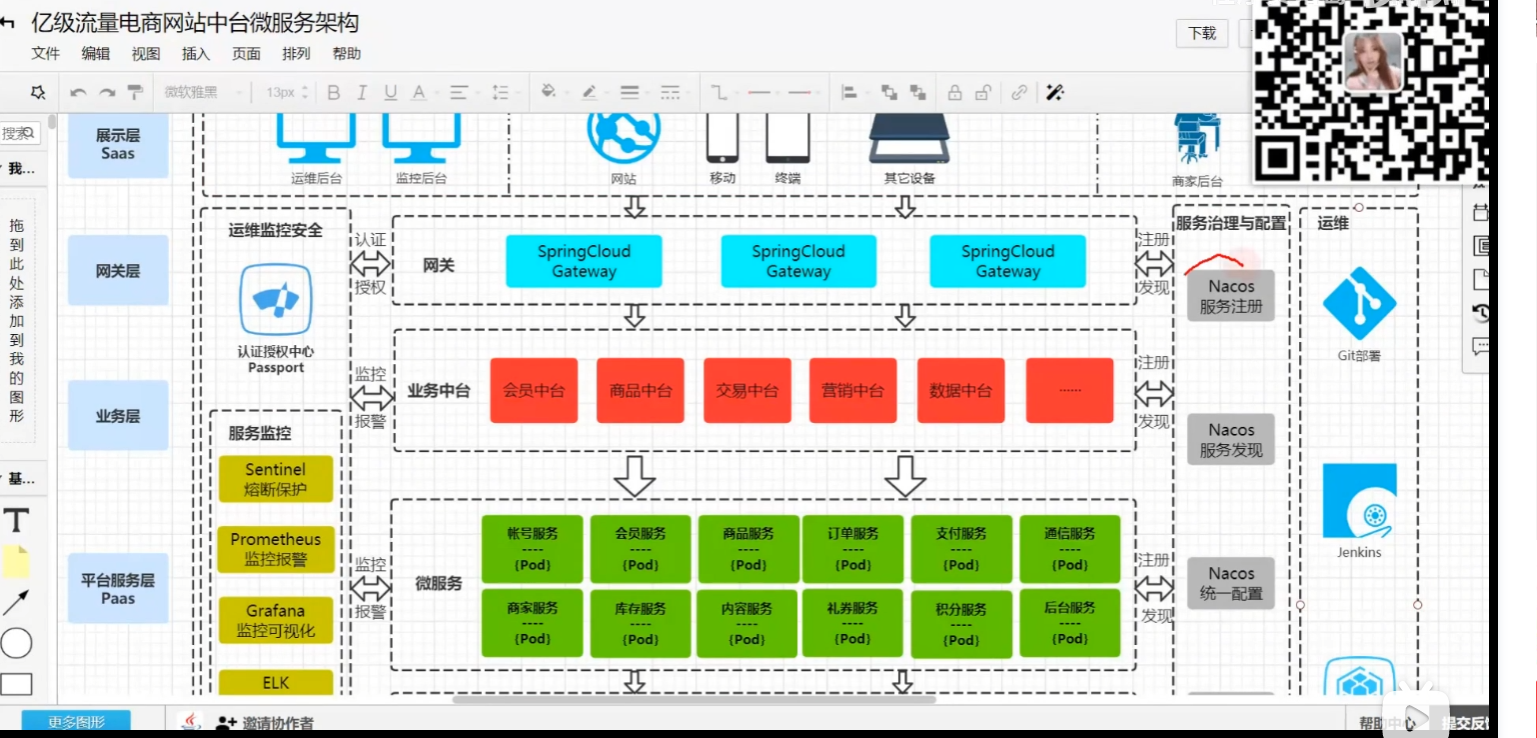 亿级流量电商网站中台微服务架构
下载
文件 编辑 视图 插入 页面 排列 帮助
微软雅黑 13px B I U A
搜索
我...
拖到此处添加到我的图形
基...
T
展示层
Saas
网关层
业务层
平台服务层
Paas
运维后台
监控后台
网站
移动
终端
其它设备
商家后台
运维监控安全
认证授权中心
Passport
服务监控
Sentinel
熔断保护
Prometheus
监控报警
Grafana
监控可视化
ELK
认证
授权
监控
报警
监控
报警
网关
SpringCloud
Gateway
SpringCloud
Gateway
SpringCloud
Gateway
业务中台
会员中台
商品中台
交易中台
营销中台
数据中台
......
微服务
帐号服务
----
{Pod}
会员服务
----
{Pod}
商品服务
----
{Pod}
订单服务
----
{Pod}
支付服务
----
{Pod}
通信服务
----
{Pod}
商家服务
----
{Pod}
库存服务
----
{Pod}
内容服务
----
{Pod}
礼券服务
----
{Pod}
积分服务
----
{Pod}
后台服务
----
{Pod}
注册
发现
注册
发现
注册
发现
服务治理与配置
Nacos
服务注册
Nacos
服务发现
Nacos
统一配置
运维
Git部署
Jenkins
更多图形
邀请协作者
帮助中心
提交反馈